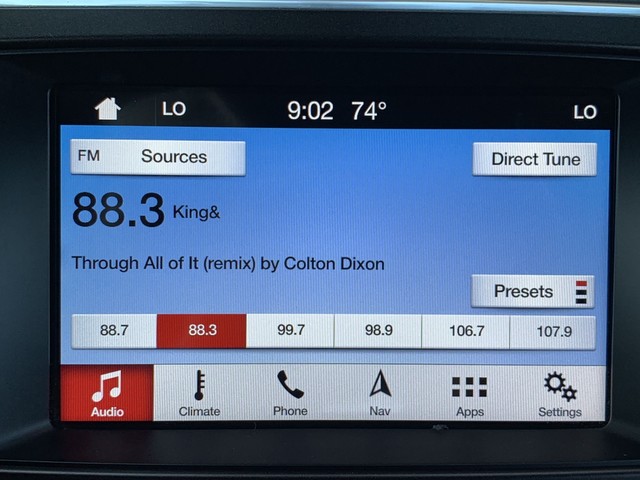 LO 9:02 74° LO
FM Sources Direct Tune
88.3 King&
Through All of It (remix) by Colton Dixon
Presets
88.7 88.3 99.7 98.9 106.7 107.9
Audio Climate Phone Nav Apps Settings